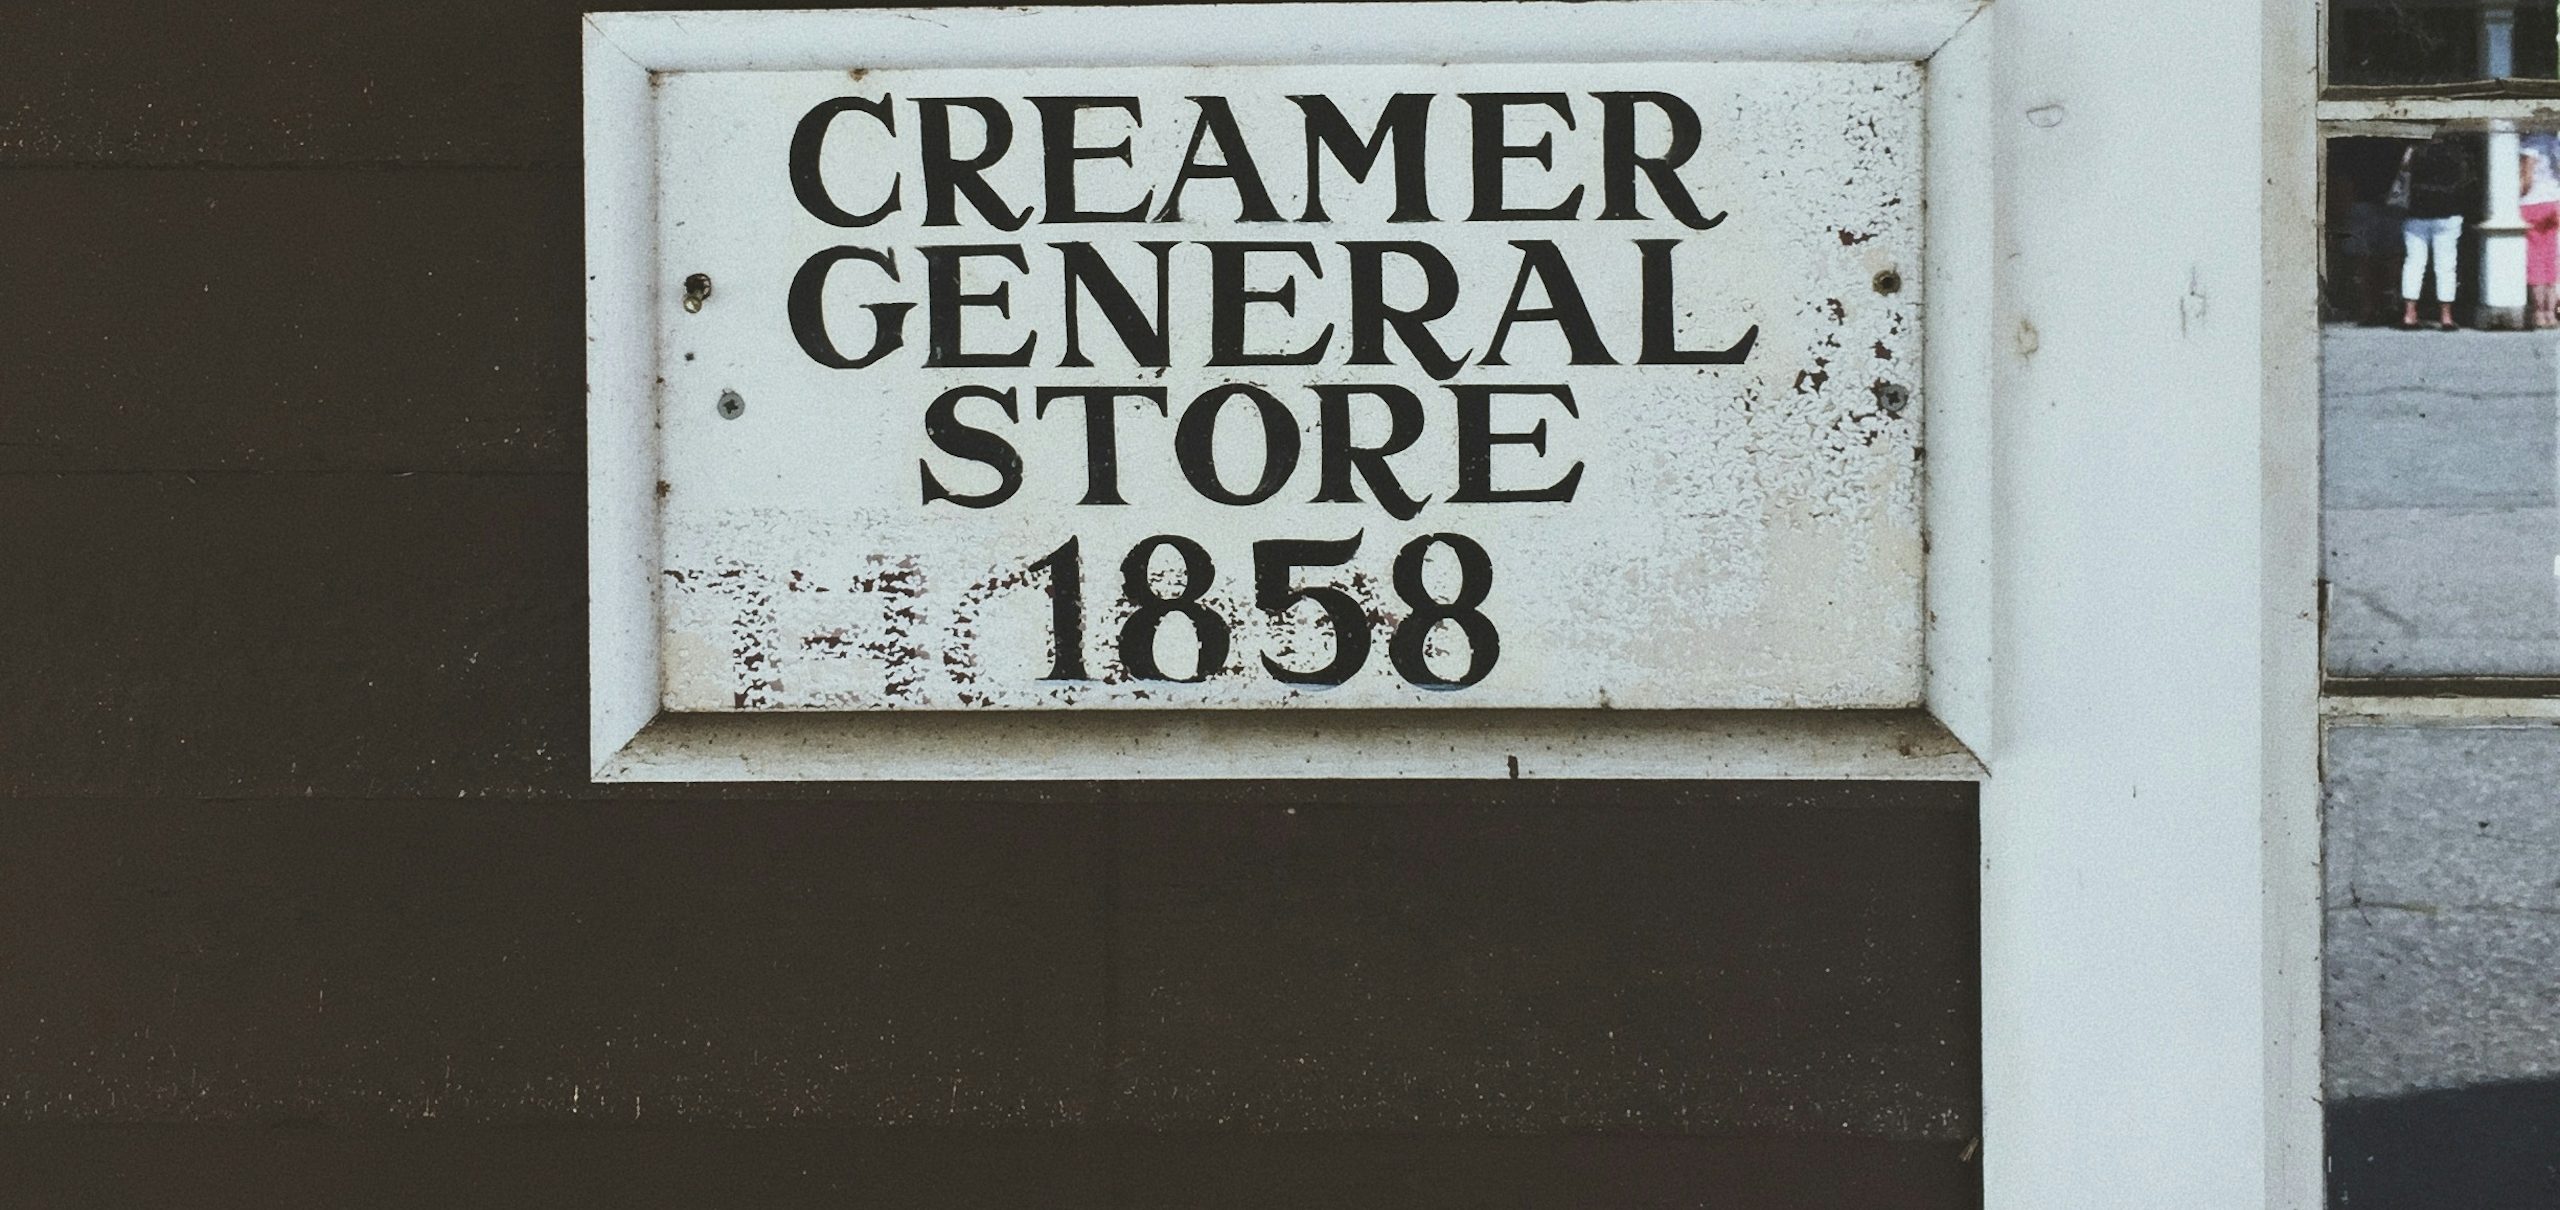 CREAMER
GENERAL
STORE
1858